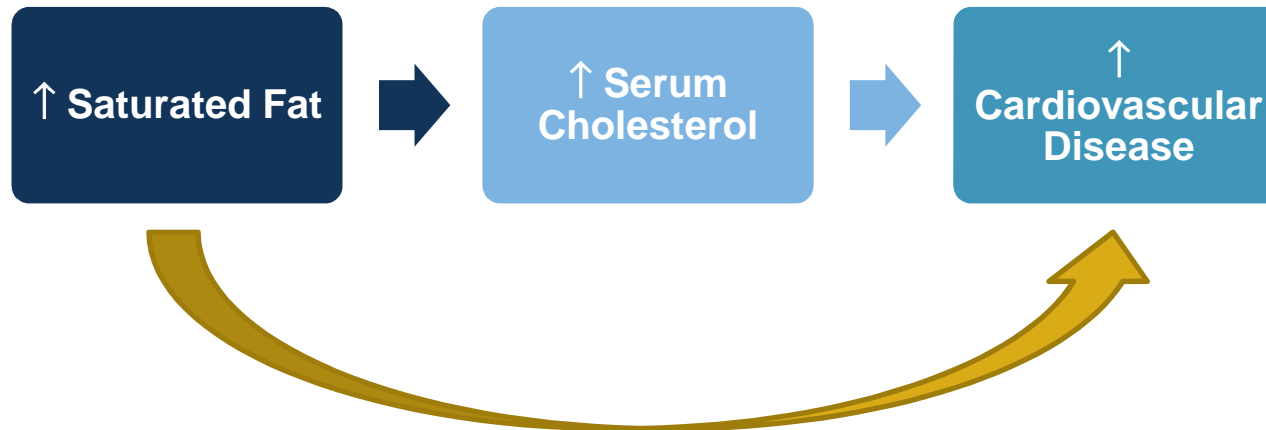 ↑ Saturated Fat
↑ Serum
Cholesterol
↑
Cardiovascular
Disease